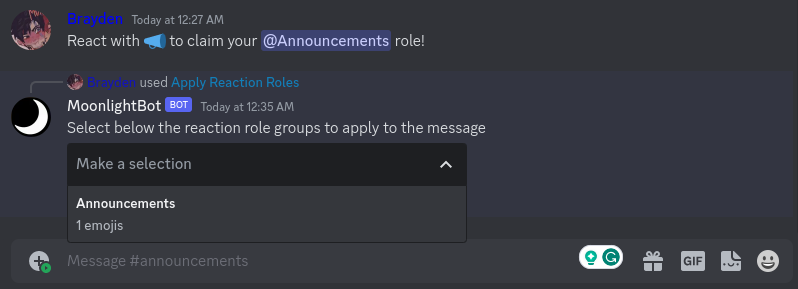 Brayden Today at 12:27 AM
React with 📣 to claim your @Announcements role!
Brayden used Apply Reaction Roles
MoonlightBot BOT Today at 12:35 AM
Select below the reaction role groups to apply to the message
Make a selection
Announcements
1 emojis
Message #announcements
GIF